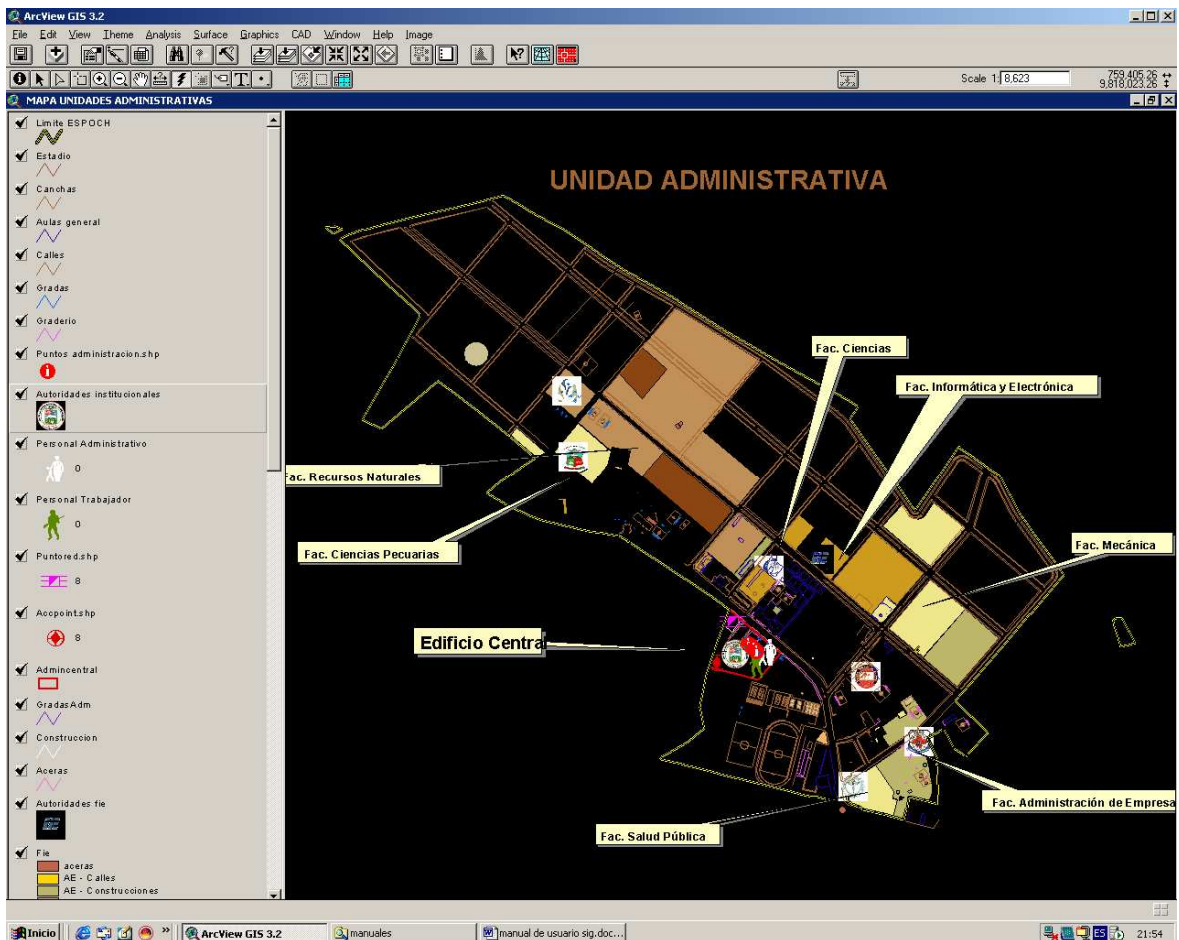 ArcView GIS 3.2
File Edit View Theme Analysis Surface Graphics CAD Window Help Image
Scale 1: 8,623
759,405.26
9,818,023.26
MAPA UNIDADES ADMINISTRATIVAS
Limite ESPOCH
Estadio
Canchas
Aulas general
Calles
Gradas
Graderio
Puntos administracion.shp
Autoridades institucionales
Personal Administrativo
0
Personal Trabajador
0
Puntored.shp
8
Accpoint.shp
8
Admincentral
GradasAdm
Construccion
Aceras
Autoridades fie
Fie
aceras
AE - Calles
AE - Construcciones
UNIDAD ADMINISTRATIVA
Fac. Ciencias
Fac. Informática y Electrónica
Fac. Recursos Naturales
Fac. Ciencias Pecuarias
Fac. Mecánica
Edificio Centra
Fac. Administración de Empresa
Fac. Salud Pública
Inicio
ArcView GIS 3.2
manuales
manual de usuario sig.doc...
ES
21:54